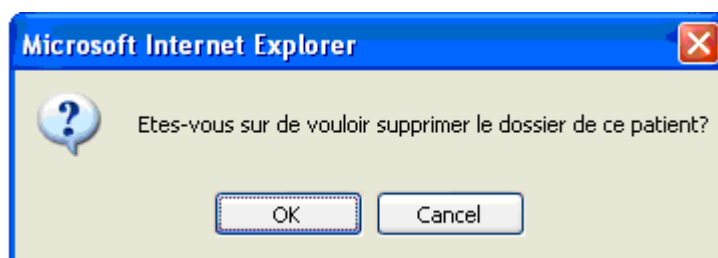 Microsoft Internet Explorer
Etes-vous sur de vouloir supprimer le dossier de ce patient?
OK
Cancel